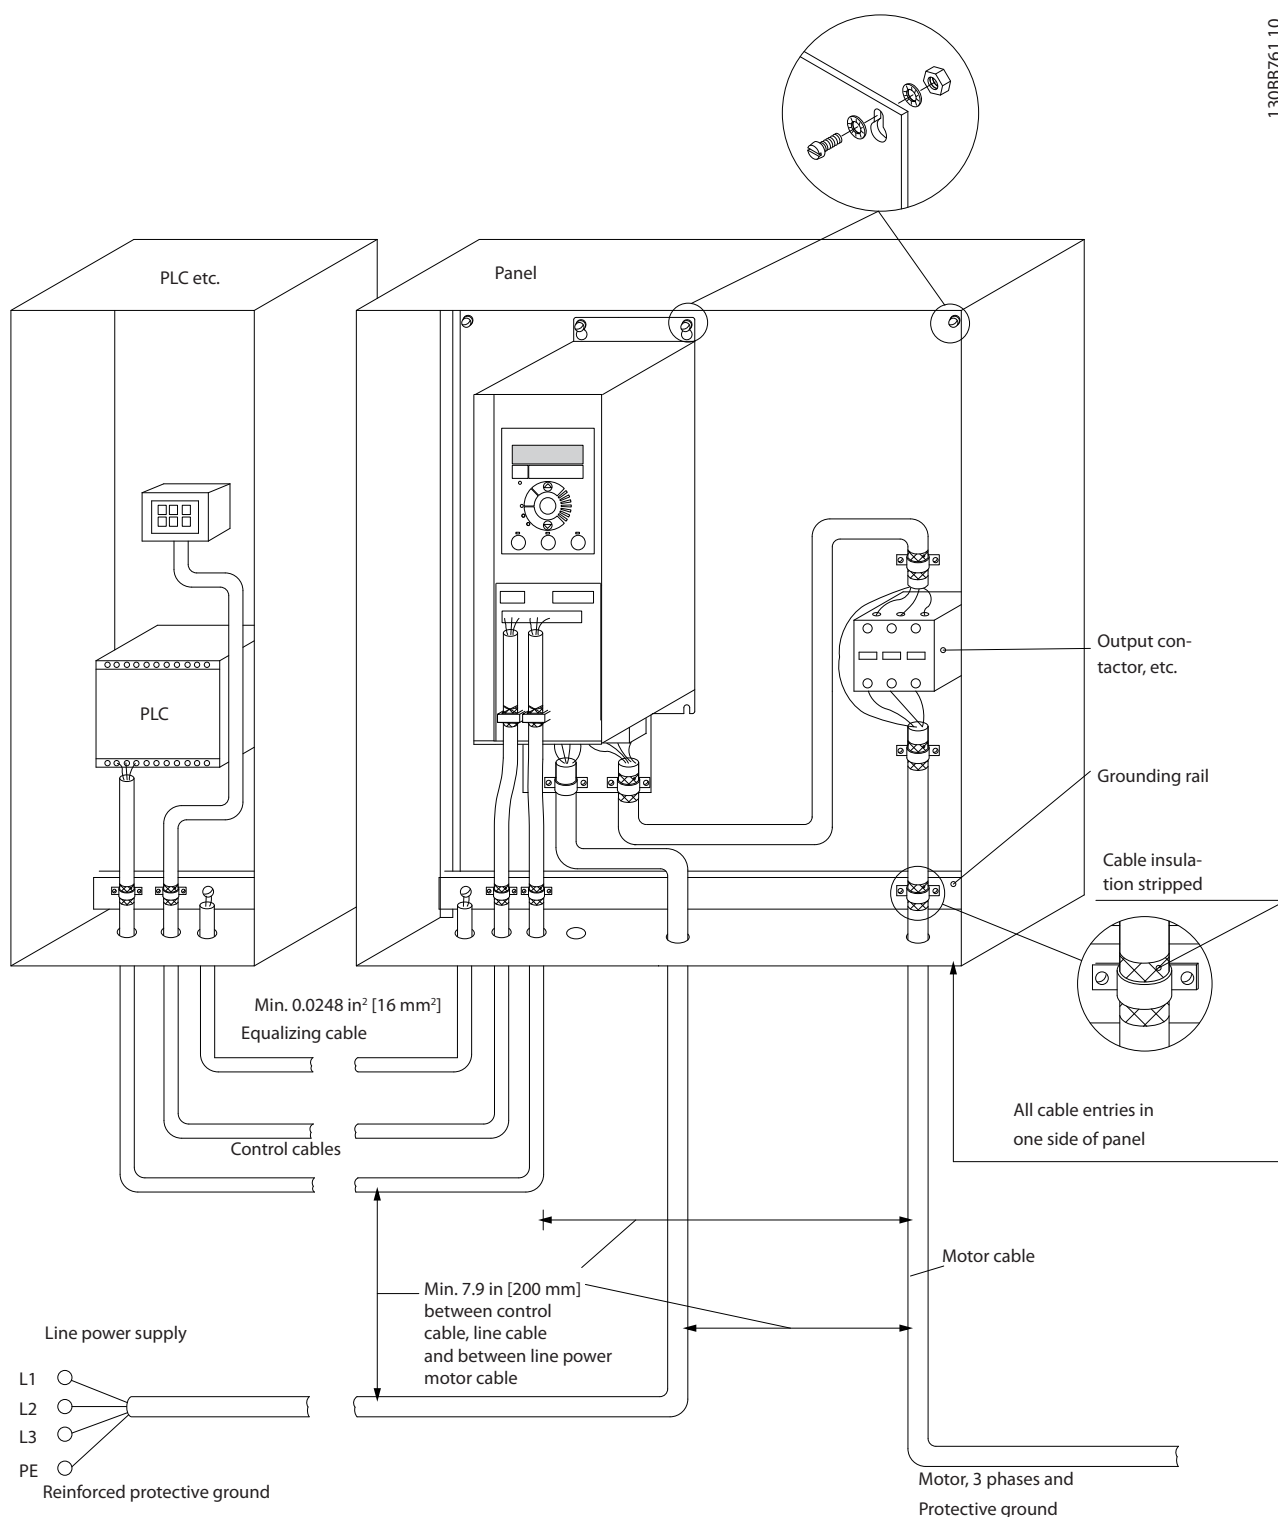 130BB761.10
PLC etc.
Panel
PLC
Output con-
tactor, etc.
Grounding rail
Cable insula-
tion stripped
Min. 0.0248 in² [16 mm²]
Equalizing cable
Control cables
All cable entries in
one side of panel
Motor cable
Min. 7.9 in [200 mm]
between control
cable, line cable
and between line power
motor cable
Line power supply
L1
L2
L3
PE
Reinforced protective ground
Motor, 3 phases and
Protective ground